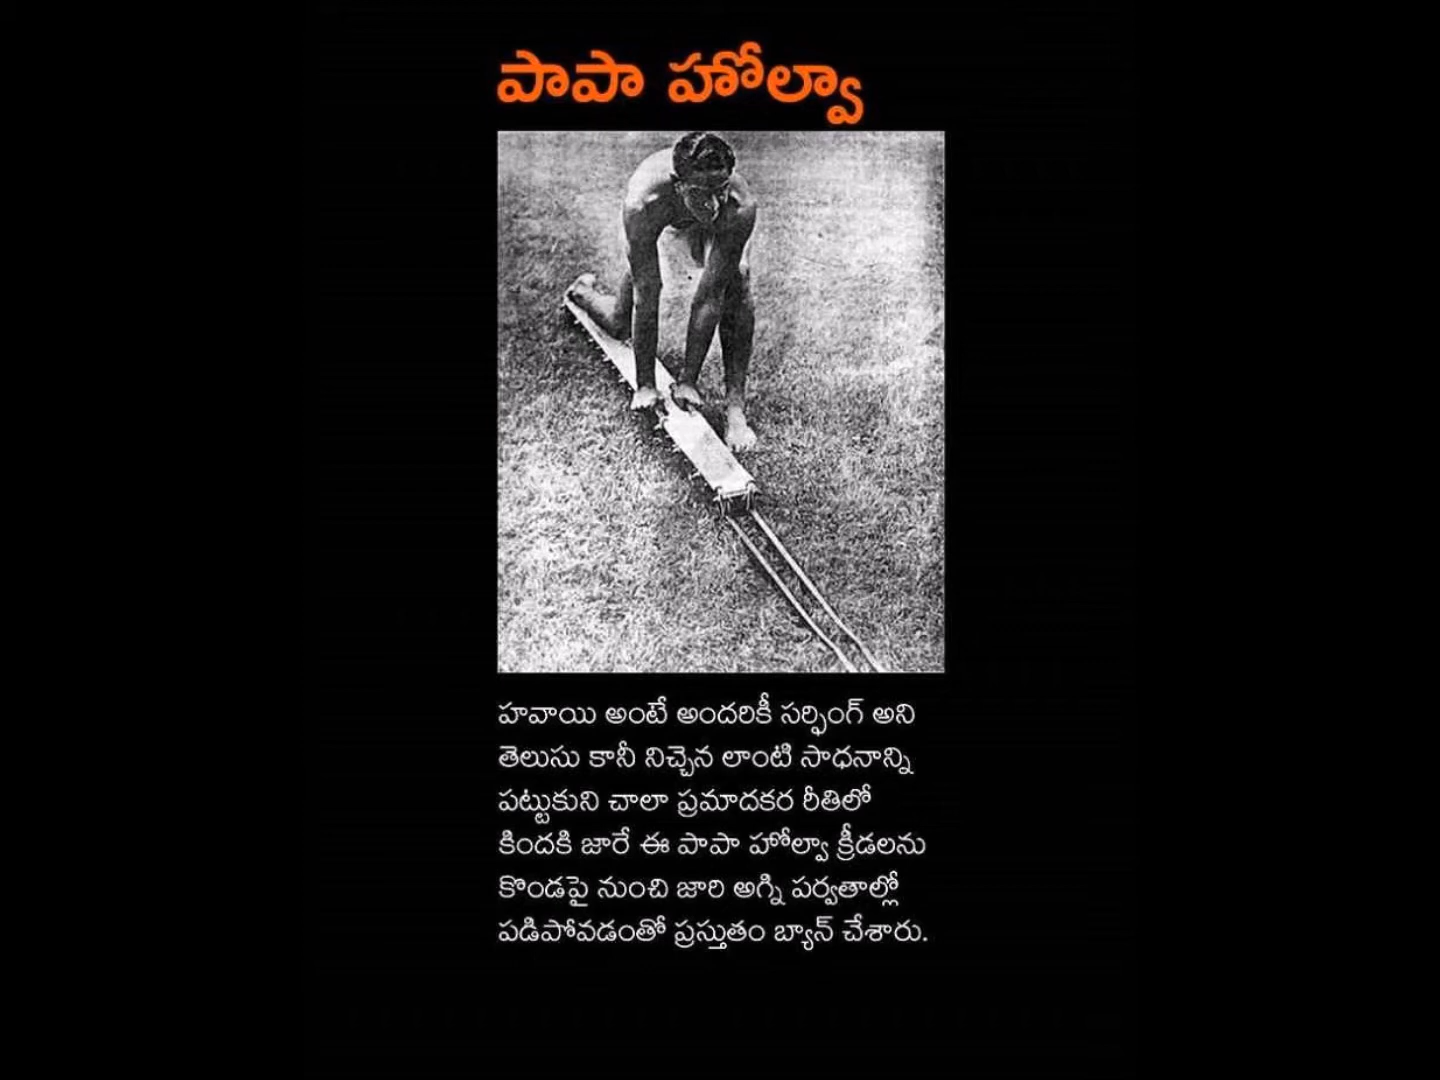 పాపా హోల్వా
హవాయి అంటే అందరికీ సర్ఫింగ్ అని
తెలుసు కానీ నిచ్చెన లాంటి సాధనాన్ని
పట్టుకుని చాలా ప్రమాదకర రీతిలో
కిందకి జారే ఈ పాపా హోల్వా క్రీడలను
కొండపై నుంచి జారి అగ్ని పర్వతాల్లో
పడిపోవడంతో ప్రస్తుతం బ్యాన్ చేశారు.